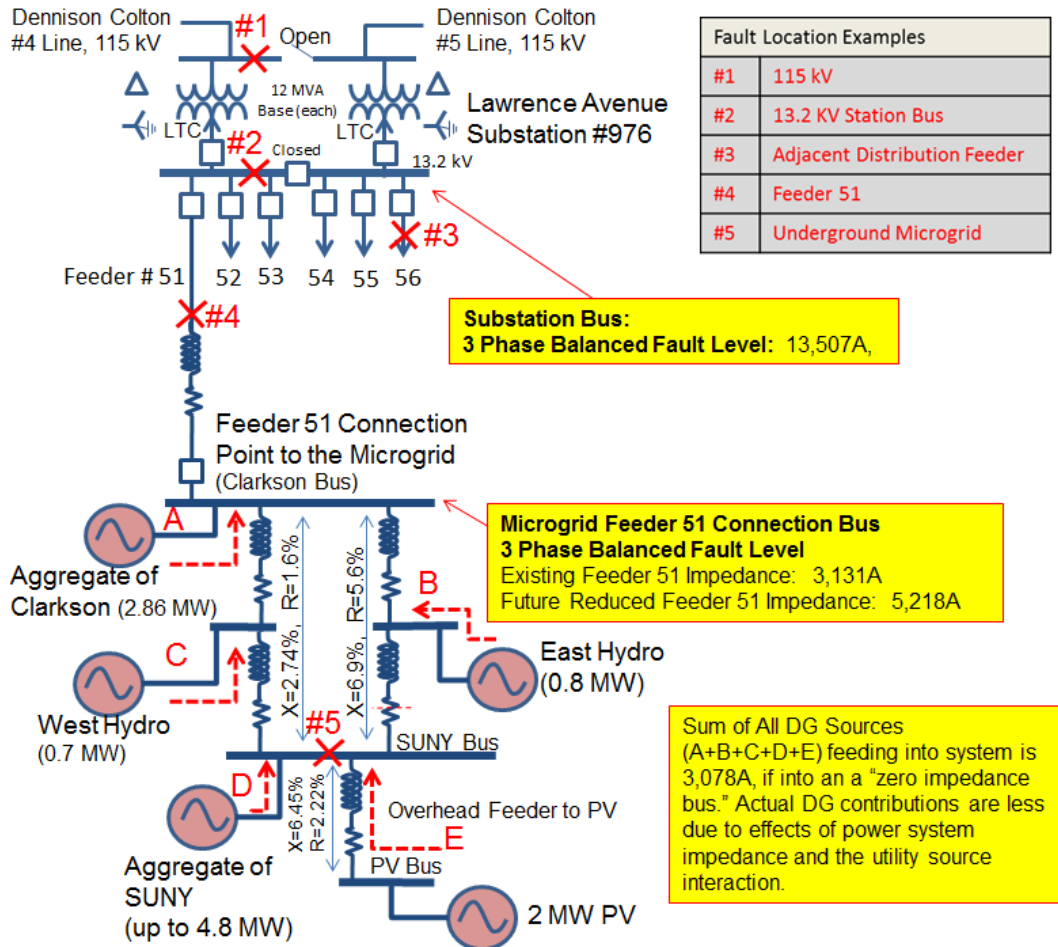 Dennison Colton
#4 Line, 115 kV
#1
Open
Dennison Colton
#5 Line, 115 kV
Fault Location Examples
#1 115 kV
#2 13.2 KV Station Bus
#3 Adjacent Distribution Feeder
#4 Feeder 51
#5 Underground Microgrid
12 MVA
Base (each)
Lawrence Avenue
Substation #976
LTC
LTC
#2
Closed
13.2 kV
#3
Feeder # 51
52
53
54
55
56
#4
Substation Bus:
3 Phase Balanced Fault Level: 13,507A,
Feeder 51 Connection
Point to the Microgrid
(Clarkson Bus)
A
Aggregate of
Clarkson (2.86 MW)
X=2.74%, R=1.6%
X=6.9%, R=5.6%
B
Microgrid Feeder 51 Connection Bus
3 Phase Balanced Fault Level
Existing Feeder 51 Impedance: 3,131A
Future Reduced Feeder 51 Impedance: 5,218A
C
West Hydro
(0.7 MW)
East Hydro
(0.8 MW)
#5
SUNY Bus
D
Aggregate of
SUNY
(up to 4.8 MW)
X=6.45%
R=2.22%
Overhead Feeder to PV
E
PV Bus
2 MW PV
Sum of All DG Sources
(A+B+C+D+E) feeding into system is
3,078A, if into an a “zero impedance
bus.” Actual DG contributions are less
due to effects of power system
impedance and the utility source
interaction.